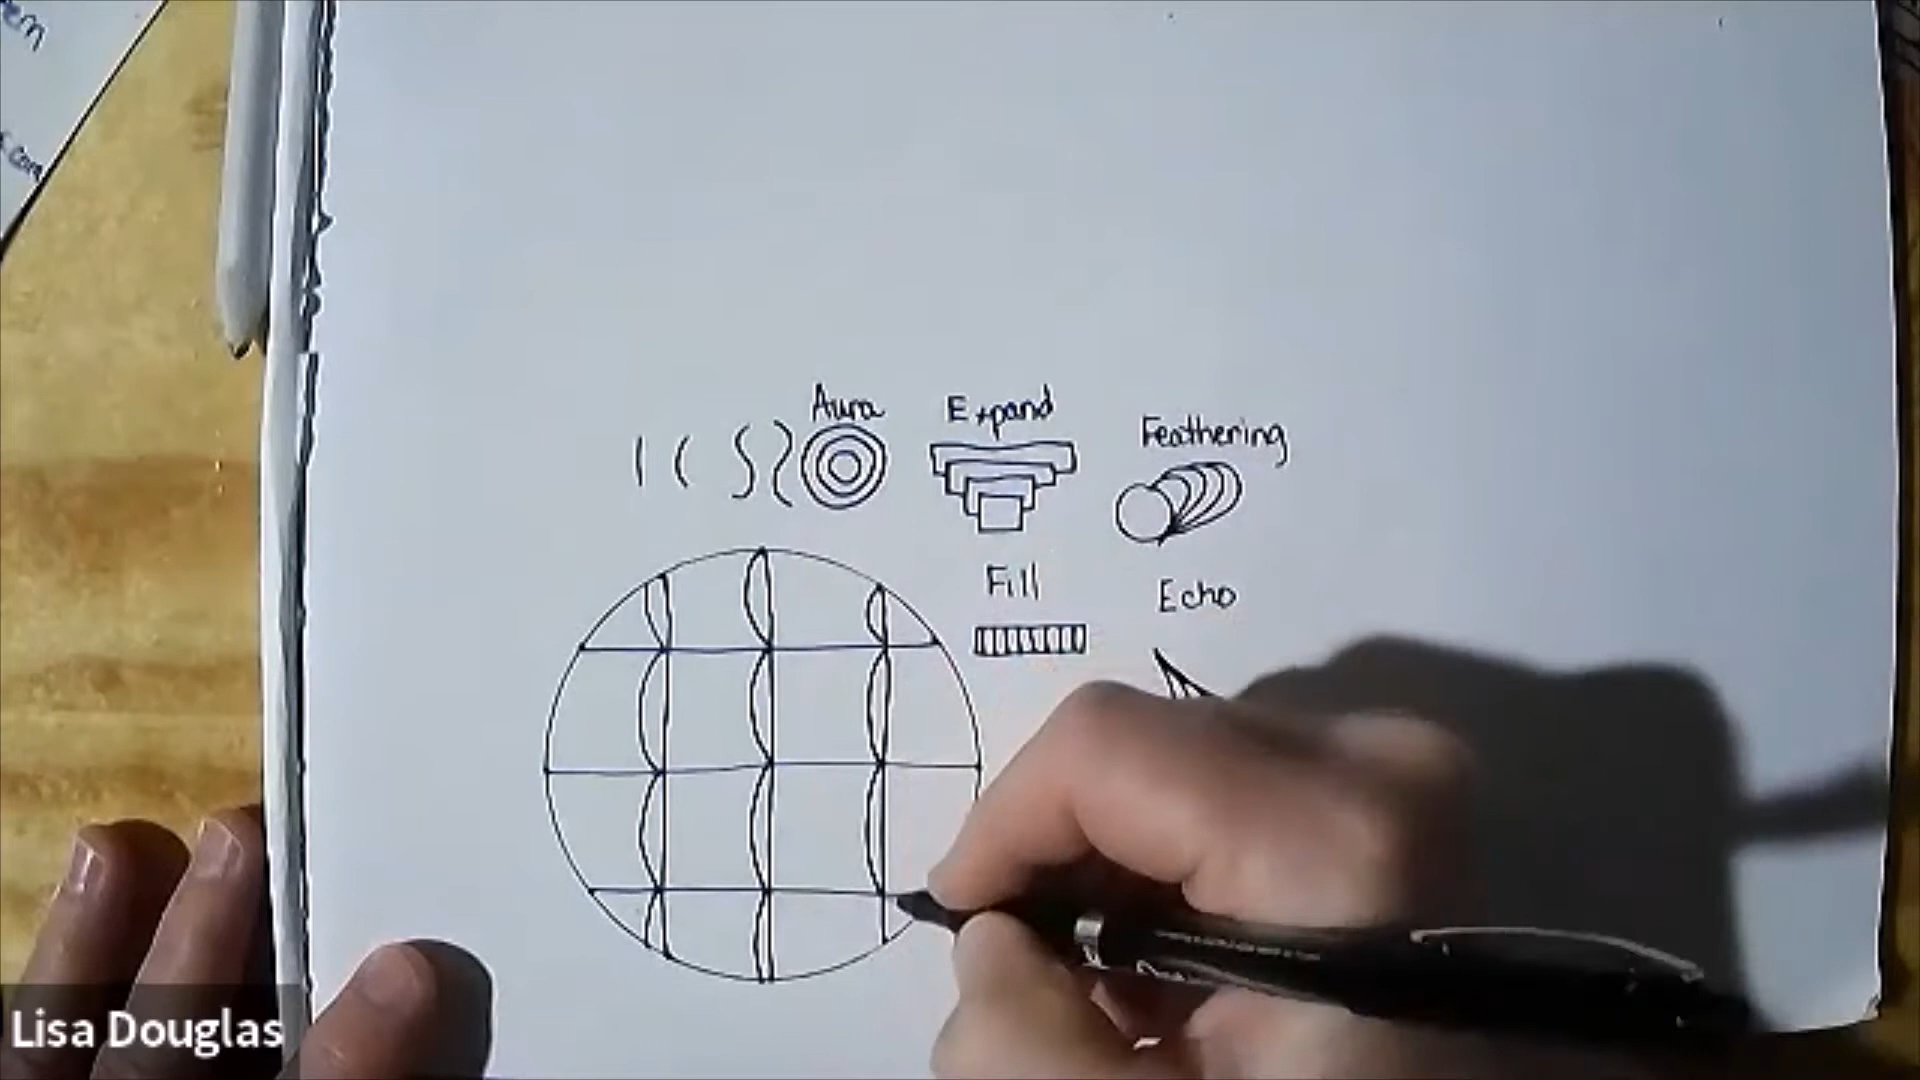 Aura
Expand
Feathering
Fill
Echo
Lisa Douglas